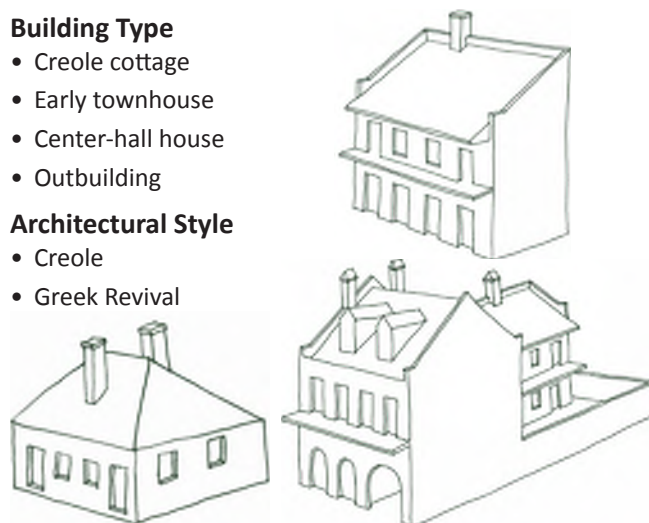 Building Type
• Creole cottage
• Early townhouse
• Center-hall house
• Outbuilding
Architectural Style
• Creole
• Greek Revival